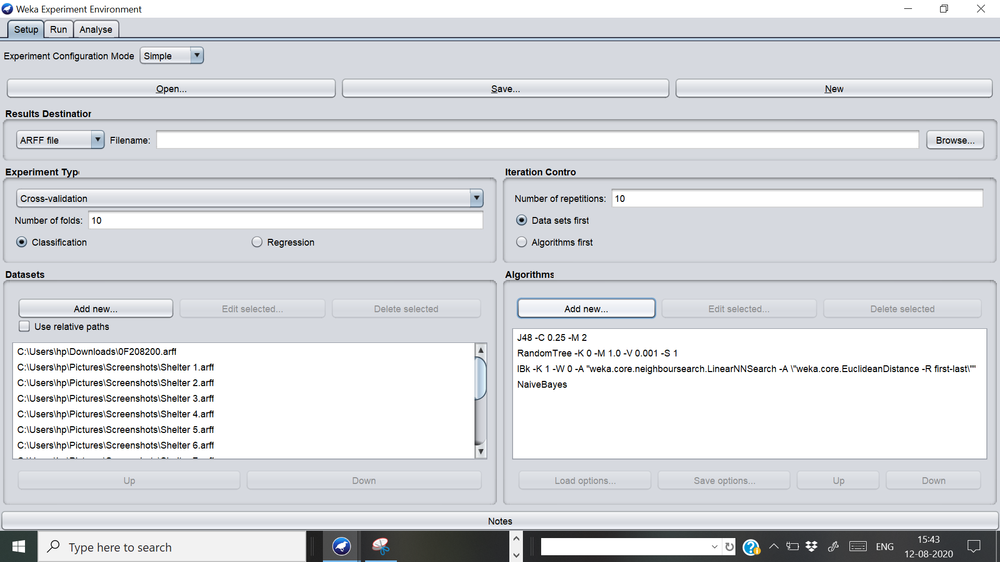 Weka Experiment Environment
Setup Run Analyse
Experiment Configuration Mode Simple
Open... Save... New
Results Destination
ARFF file Filename: Browse...
Experiment Typ
Cross-validation
Number of folds: 10
Classification Regression
Iteration Contro
Number of repetitions: 10
Data sets first
Algorithms first
Datasets
Add new... Edit selected... Delete selected
Use relative paths
C:\Users\hp\Downloads\0F208200.arff
C:\Users\hp\Pictures\Screenshots\Shelter 1.arff
C:\Users\hp\Pictures\Screenshots\Shelter 2.arff
C:\Users\hp\Pictures\Screenshots\Shelter 3.arff
C:\Users\hp\Pictures\Screenshots\Shelter 4.arff
C:\Users\hp\Pictures\Screenshots\Shelter 5.arff
C:\Users\hp\Pictures\Screenshots\Shelter 6.arff
Up Down
Algorithms
Add new... Edit selected... Delete selected
J48 -C 0.25 -M 2
RandomTree -K 0 -M 1.0 -V 0.001 -S 1
IBk -K 1 -W 0 -A "weka.core.neighboursearch.LinearNNSearch -A \"weka.core.EuclideanDistance -R first-last\""
NaiveBayes
Load options... Save options... Up Down
Notes
Type here to search
ENG
15:43
12-08-2020